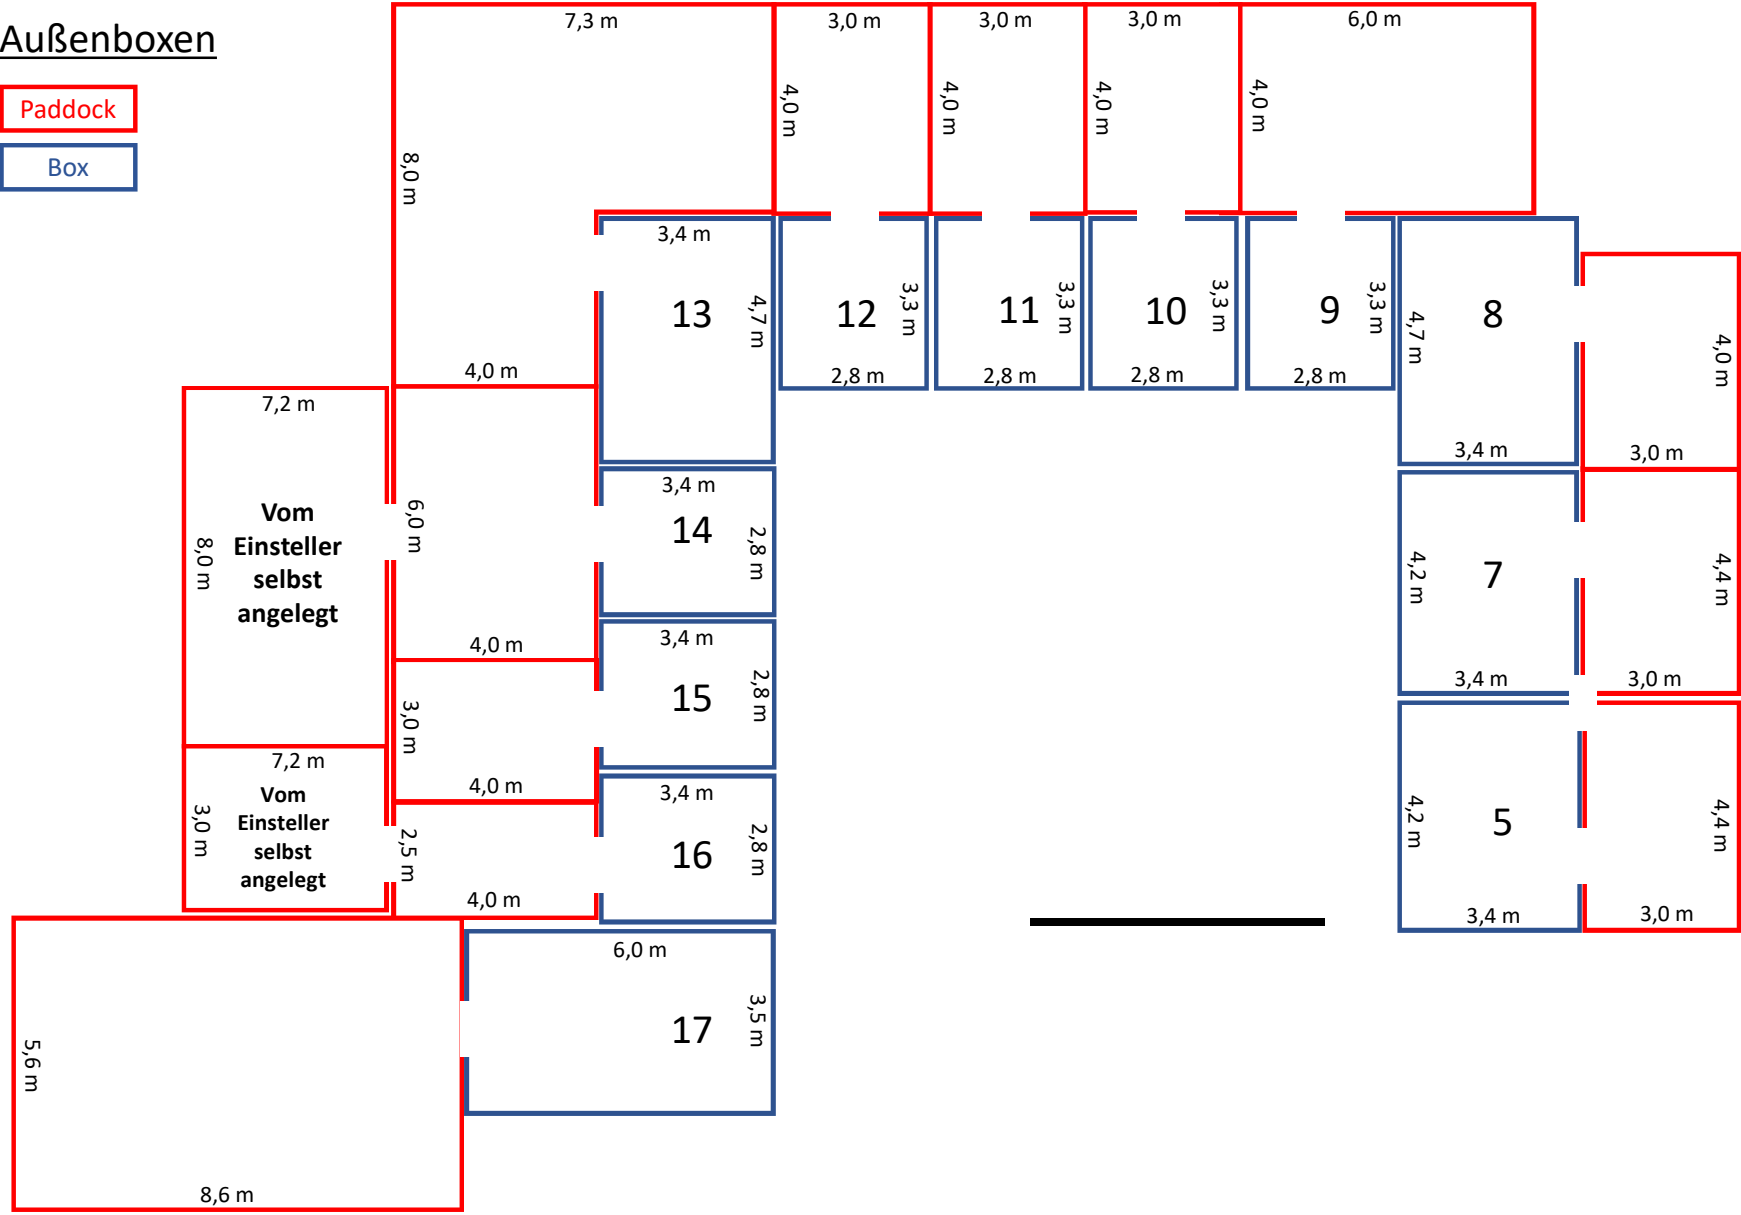 Außenboxen
Paddock
Box
7,3 m
3,0 m
3,0 m
3,0 m
6,0 m
8,0 m
4,0 m
4,0 m
4,0 m
4,0 m
4,0 m
3,4 m
13
4,7 m
12
3,3 m
2,8 m
11
3,3 m
2,8 m
10
3,3 m
2,8 m
9
3,3 m
2,8 m
8
4,7 m
3,4 m
4,0 m
3,0 m
7,2 m
8,0 m
Vom
Einsteller
selbst
angelegt
6,0 m
4,0 m
3,4 m
14
2,8 m
7
4,2 m
3,4 m
4,4 m
3,0 m
3,0 m
4,0 m
3,4 m
15
2,8 m
7,2 m
3,0 m
Vom
Einsteller
selbst
angelegt
2,5 m
4,0 m
3,4 m
16
2,8 m
5
4,2 m
3,4 m
4,4 m
3,0 m
6,0 m
17
3,5 m
5,6 m
8,6 m